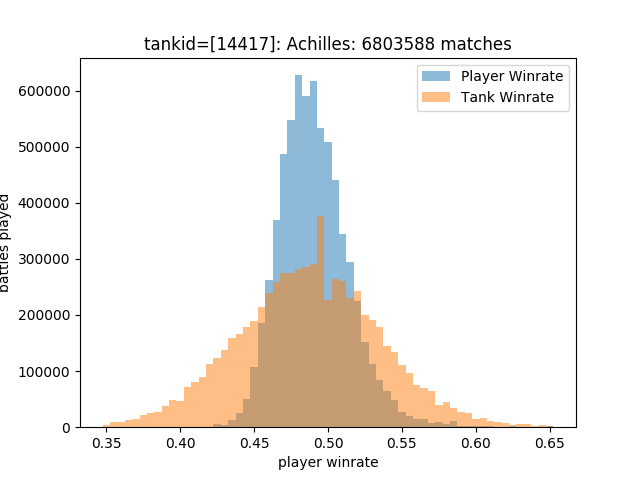 tankid=[14417]: Achilles: 6803588 matches
Player Winrate
Tank Winrate
600000
500000
400000
300000
200000
100000
0
battles played
0.35 0.40 0.45 0.50 0.55 0.60 0.65
player winrate